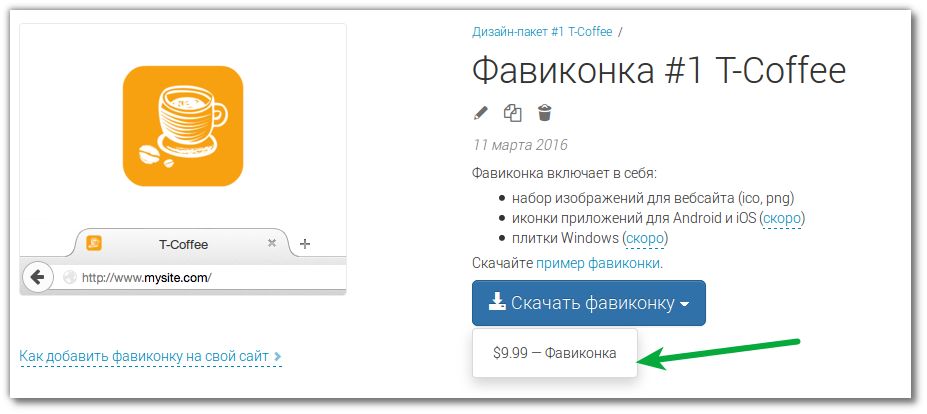 Дизайн-пакет #1 T-Coffee /
Фавиконка #1 T-Coffee
11 марта 2016
Фавиконка включает в себя:
набор изображений для вебсайта (ico, png)
иконки приложений для Android и iOS (скоро)
плитки Windows (скоро)
Скачайте пример фавиконки.
Скачать фавиконку
$9.99 — Фавиконка
T-Coffee
http://www.mysite.com/
Как добавить фавиконку на свой сайт